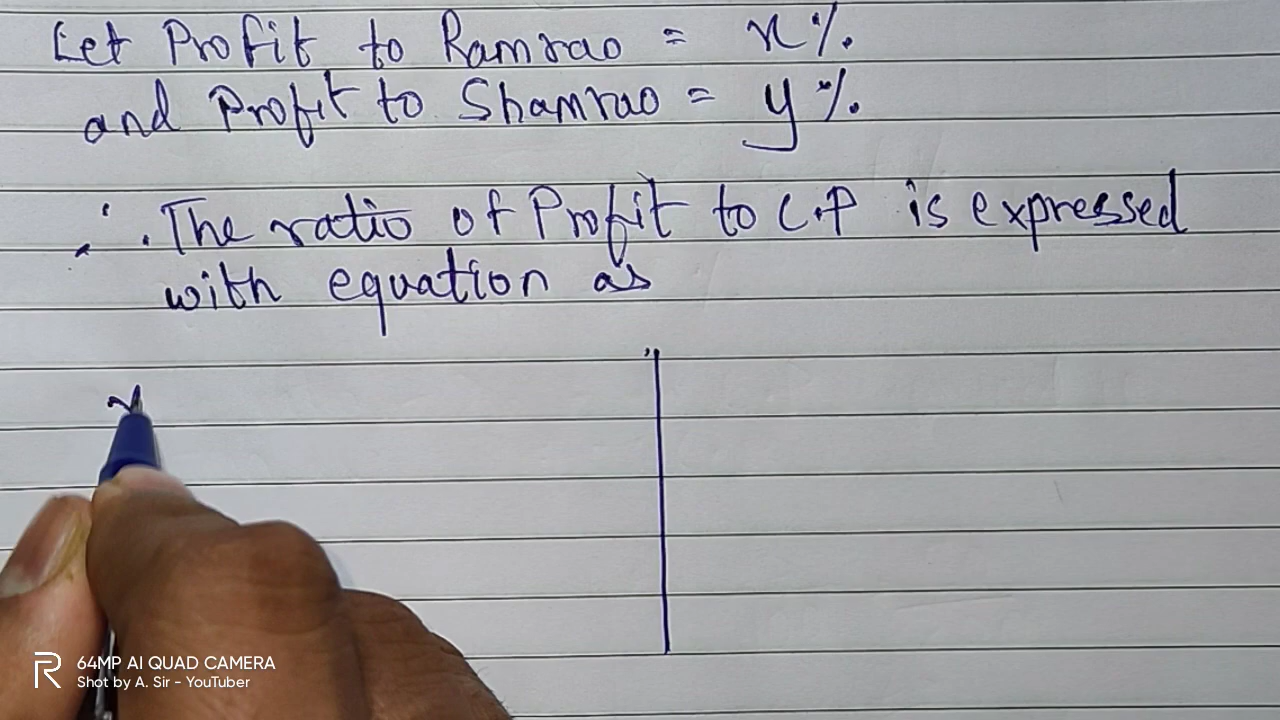 Let Profit to Ramrao = x%.
and Profit to Shamrao = y%.
∴ The ratio of Profit to C.P is expressed
with equation as
64MP AI QUAD CAMERA
Shot by A. Sir - YouTuber